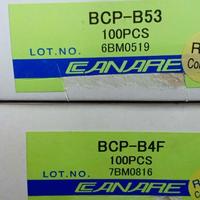 BCP-B53
100PCS
LOT.NO. 6BM0519
CANARE
BCP-B4F
100PCS
LOT.NO. 7BM0816
CANARE